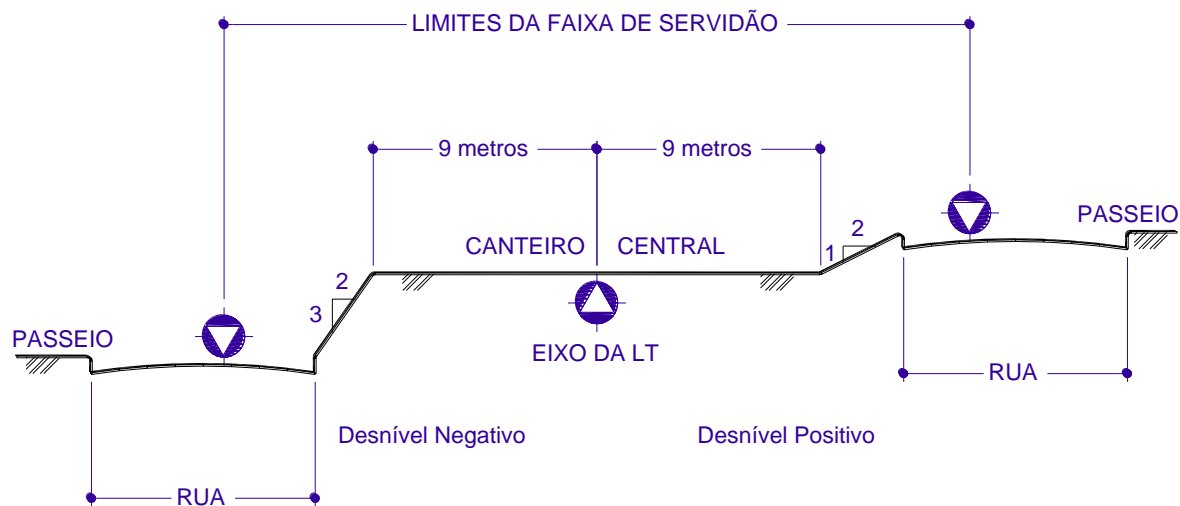 LIMITES DA FAIXA DE SERVIDÃO
9 metros
9 metros
PASSEIO
2
CANTEIRO
CENTRAL
1
2
3
PASSEIO
EIXO DA LT
RUA
Desnível Negativo
Desnível Positivo
RUA